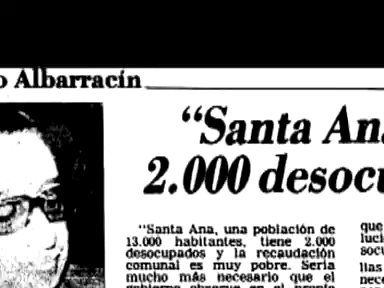 o Albarracín
"Santa Ana
2.000 desocu
"Santa Ana, una población de
13.000 habitantes, tiene 2.000
desocupados y la recaudación
comunal es muy pobre. Sería
mucho más necesario que el
que
luci
socu
llas
nece